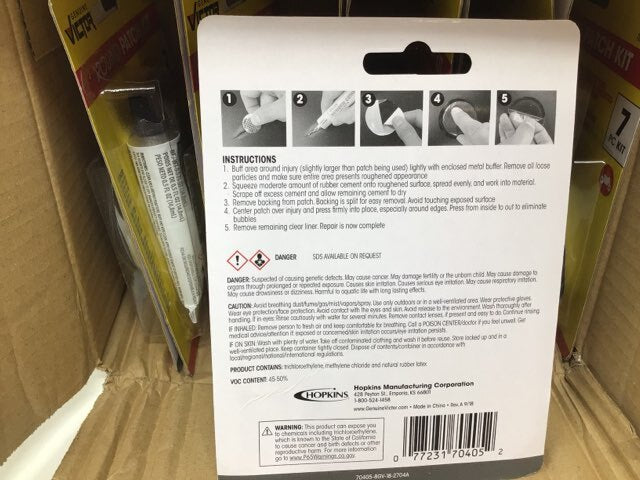 GENUINE
VICTOR
ROUND PATCH KIT
PATCH KIT
7
PC KIT
1 2 3 4 5
INSTRUCTIONS
1. Buff area around injury (slightly larger than patch being used) lightly with enclosed metal buffer. Remove all loose
particles and make sure entire area presents roughened appearance
2. Squeeze moderate amount of rubber cement onto roughened surface, spread evenly, and work into material.
Scrape off excess cement and allow remaining cement to dry
3. Remove backing from patch. Backing is split for easy removal. Avoid touching exposed surface
4. Center patch over injury and press firmly into place, especially around edges. Press from inside to out to eliminate
bubbles
5. Remove remaining clear liner. Repair is now complete
DANGER SDS AVAILABLE ON REQUEST
DANGER: Suspected of causing genetic defects. May cause cancer. May damage fertility or the unborn child. May cause damage to
organs through prolonged or repeated exposure. Causes skin irritation. Causes serious eye irritation. May cause respiratory irritation.
May cause drowsiness or dizziness. Harmful to aquatic life with long lasting effects.
CAUTION: Avoid breathing dust/fume/gas/mist/vapors/spray. Use only outdoors or in a well-ventilated area. Wear protective gloves.
Wear eye protection/face protection. Avoid contact with the eyes and skin. Avoid release to the environment. Wash thoroughly after
handling. If in eyes: Rinse cautiously with water for several minutes. Remove contact lenses, if present and easy to do. Continue rinsing.
IF INHALED: Remove person to fresh air and keep comfortable for breathing. Call a POISON CENTER/doctor if you feel unwell. Get
medical advice/attention if exposed or concerned/skin irritation occurs/eye irritation persists.
IF ON SKIN: Wash with plenty of water. Take off contaminated clothing and wash it before reuse. Store locked up and in a
well-ventilated place. Keep container tightly closed. Dispose of contents/container in accordance with
local/regional/national/international regulations.
PRODUCT CONTAINS: trichloroethylene, methylene chloride and natural rubber latex.
VOC CONTENT: 45-50%
HOPKINS
Hopkins Manufacturing Corporation
428 Peyton St., Emporia, KS 66801
1-800-524-1458
www.GenuineVictor.com • Made in China • Rev. A 9/18
WARNING: This product can expose you
to chemicals including trichloroethylene,
which is known to the State of California
to cause cancer and birth defects or other
reproductive harm. For more information
go to www.P65Warnings.ca.gov
0 77231 70405 2
70405-8GV-18-2704A